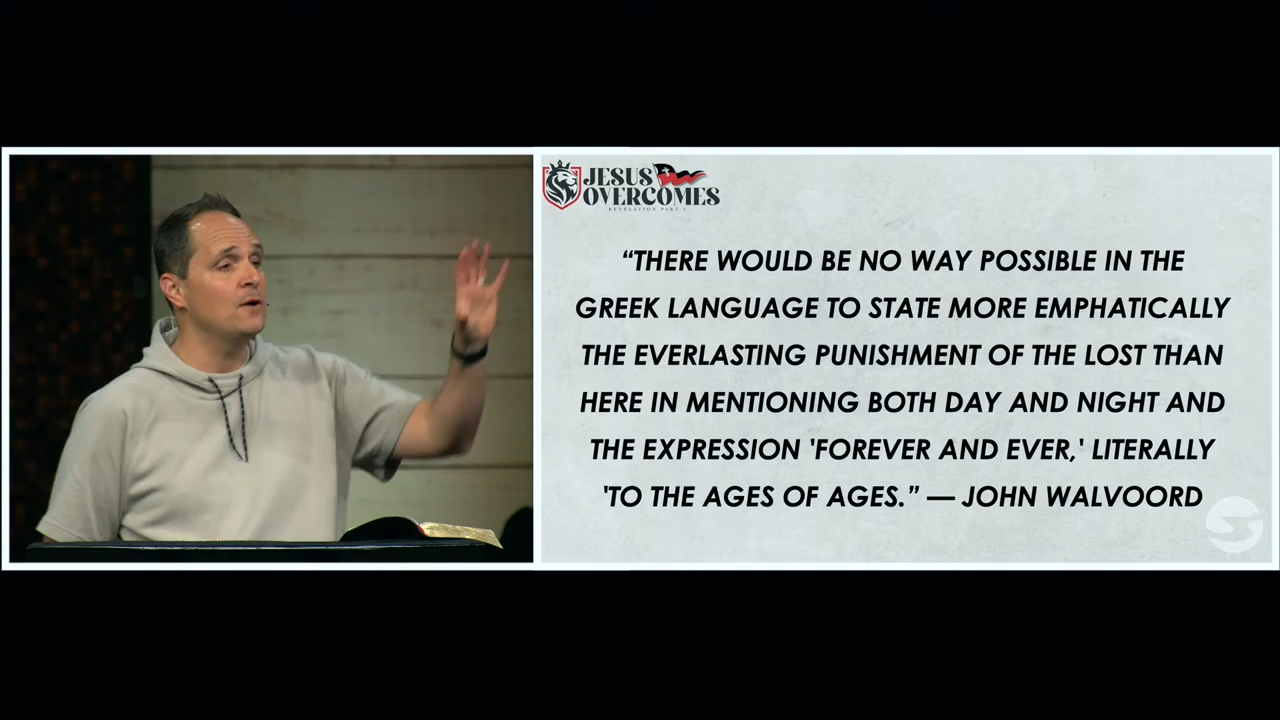 JESUS
OVERCOMES
“THERE WOULD BE NO WAY POSSIBLE IN THE
GREEK LANGUAGE TO STATE MORE EMPHATICALLY
THE EVERLASTING PUNISHMENT OF THE LOST THAN
HERE IN MENTIONING BOTH DAY AND NIGHT AND
THE EXPRESSION 'FOREVER AND EVER,' LITERALLY
'TO THE AGES OF AGES.” — JOHN WALVOORD